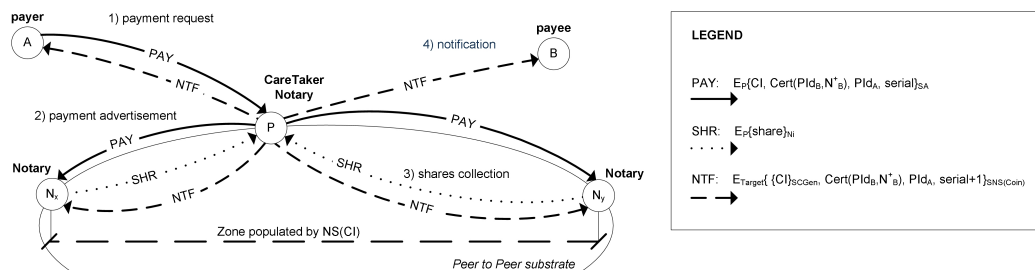 payer
1) payment request
A
PAY
NTF
4) notification
payee
B
NTF
CareTaker
Notary
P
2) payment advertisement
PAY
PAY
Notary
Nx
SHR
NTF
SHR
3) shares collection
NTF
Notary
Ny
Zone populated by NS(CI)
Peer to Peer substrate
LEGEND
PAY: EP{CI, Cert(PIdB,N+B), PIdA, serial}SA
SHR: EP{share}Ni
NTF: ETarget{ {CI}SCGen, Cert(PIdB,N+B), PIdA, serial+1}SNS(Coin)